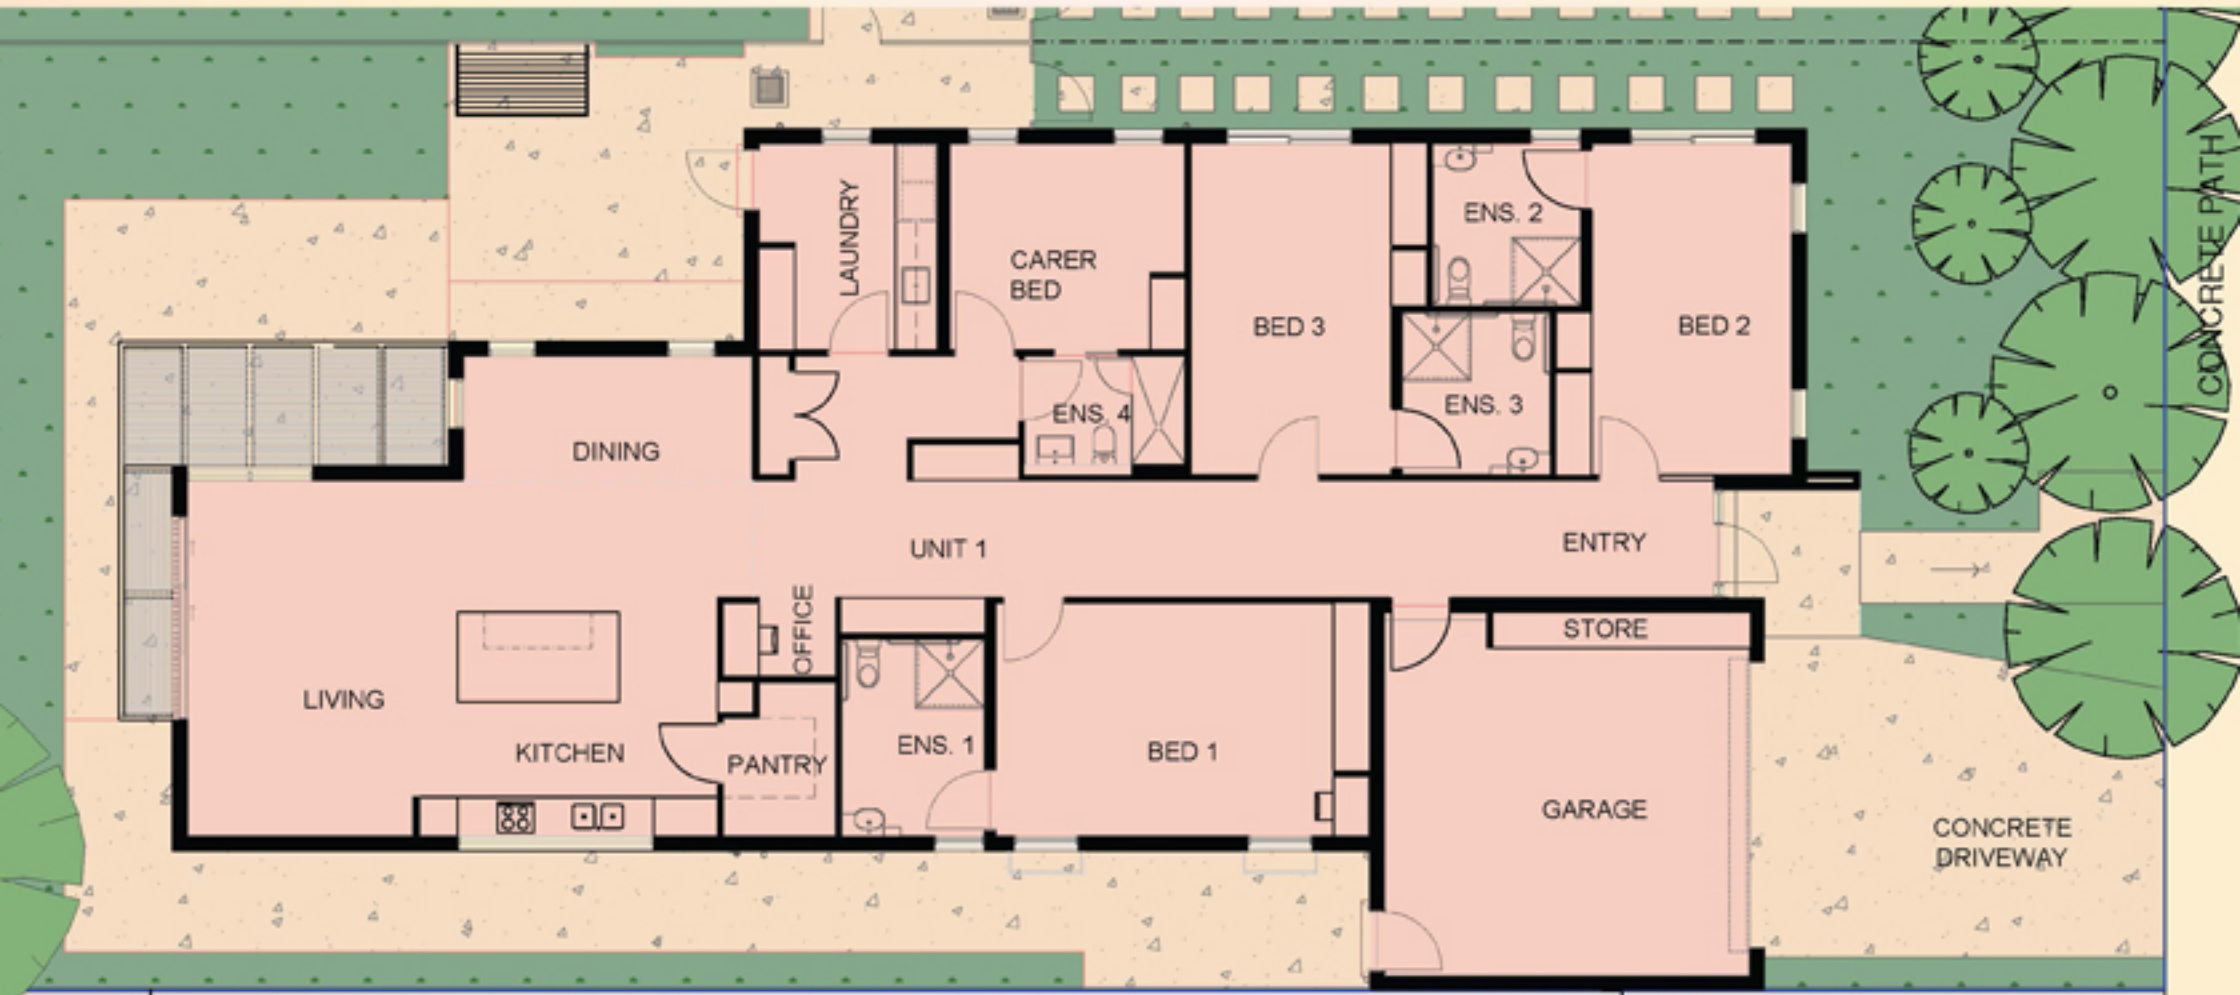 LAUNDRY
CARER
BED
BED 3
ENS. 2
BED 2
CONCRETE PATH
DINING
ENS. 4
ENS. 3
UNIT 1
ENTRY
OFFICE
STORE
LIVING
KITCHEN
PANTRY
ENS. 1
BED 1
GARAGE
CONCRETE
DRIVEWAY